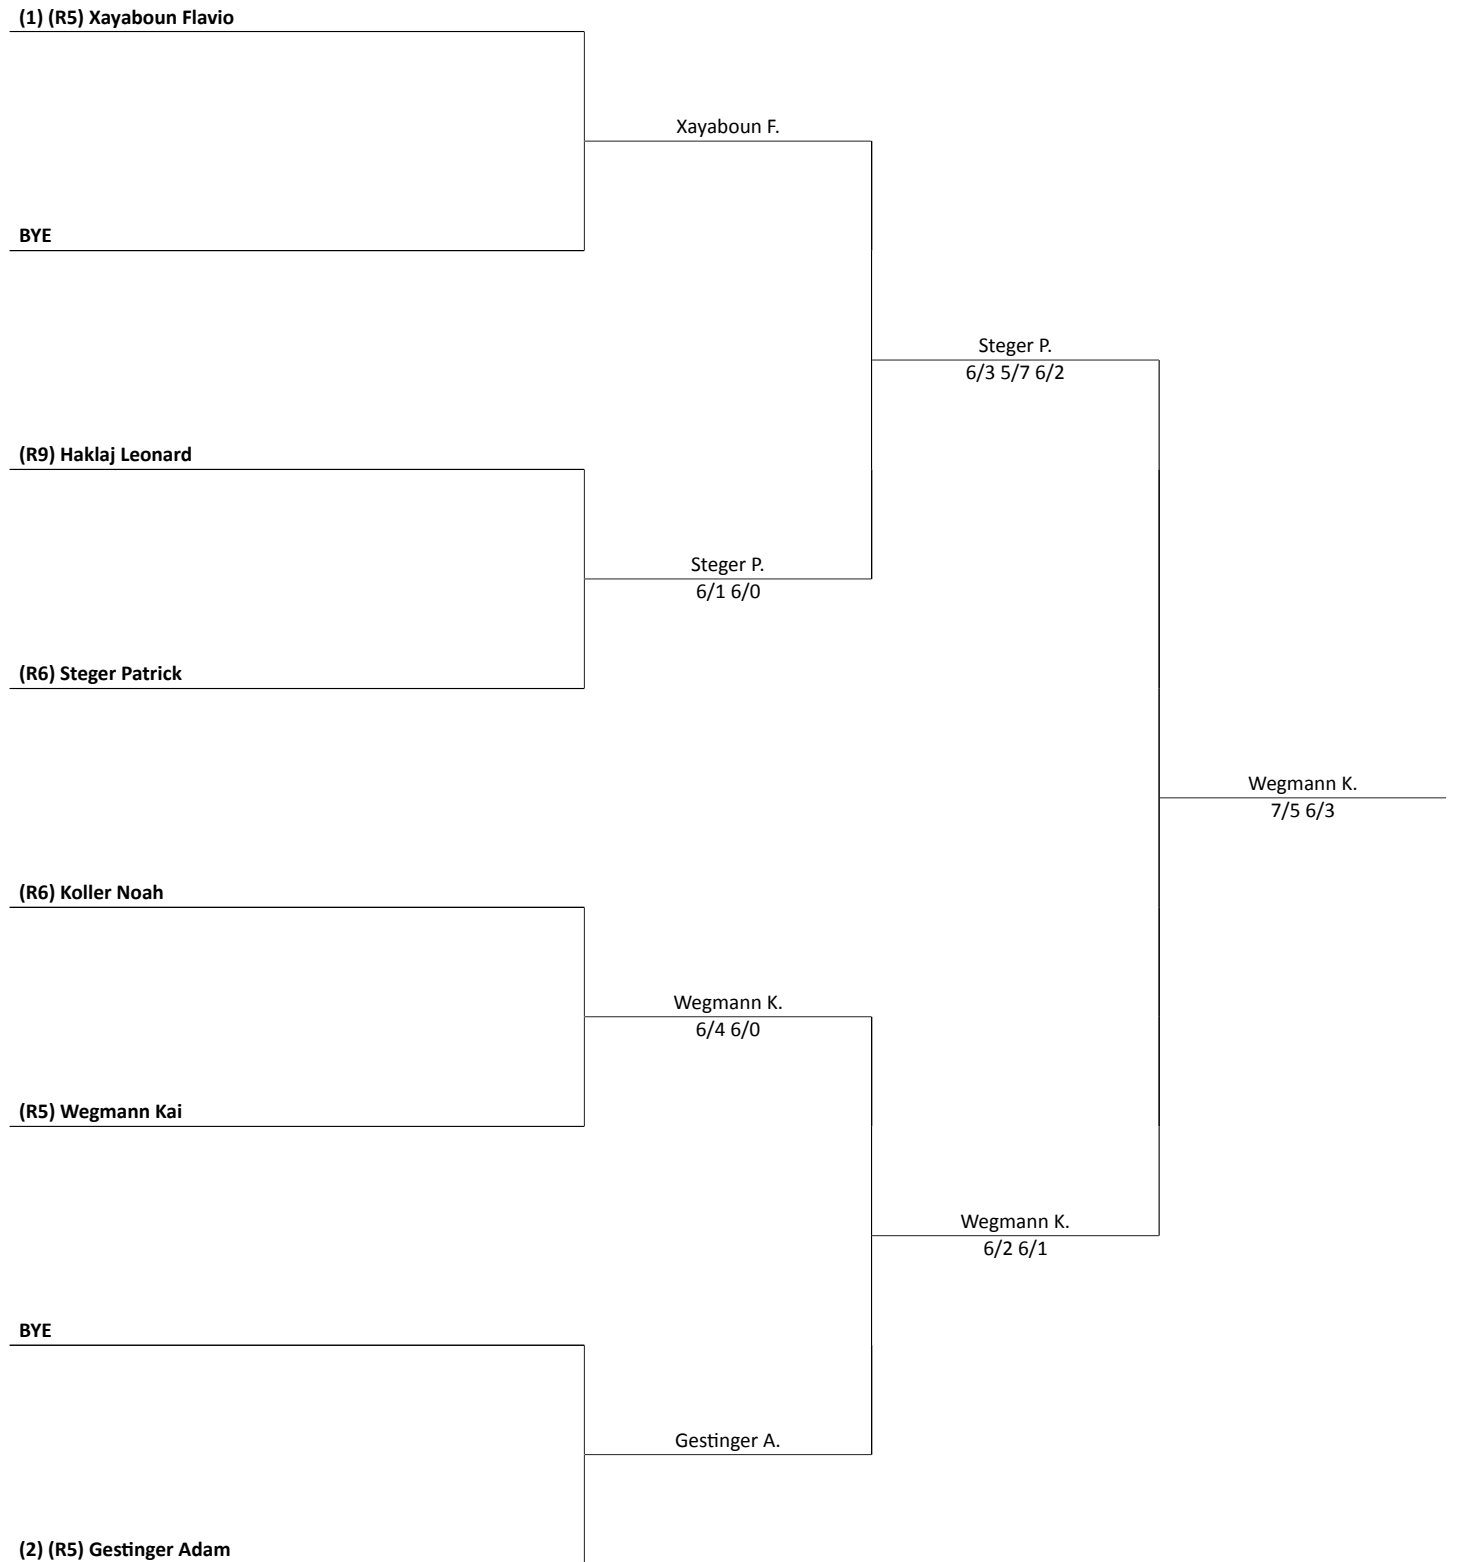 (1) (R5) Xayaboun Flavio
Xayaboun F.
BYE
Steger P.
6/3 5/7 6/2
(R9) Haklaj Leonard
Steger P.
6/1 6/0
(R6) Steger Patrick
Wegmann K.
7/5 6/3
(R6) Koller Noah
Wegmann K.
6/4 6/0
(R5) Wegmann Kai
Wegmann K.
6/2 6/1
BYE
Gestinger A.
(2) (R5) Gestinger Adam